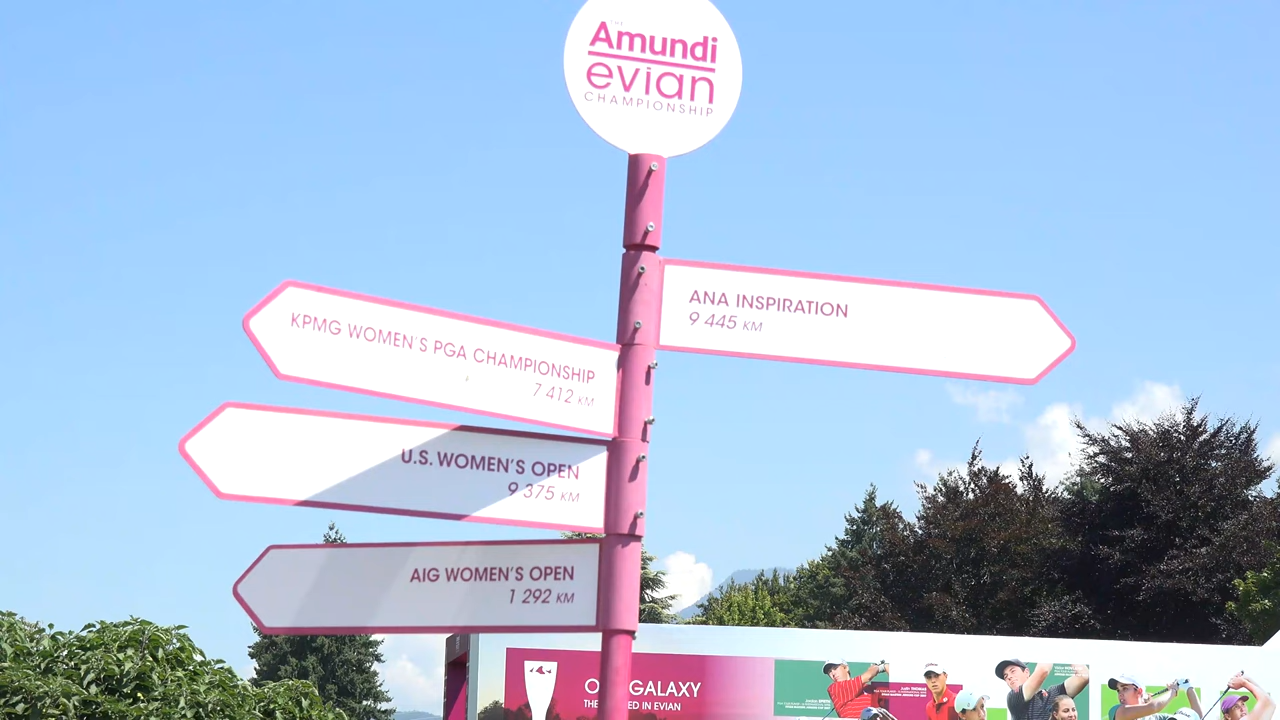 THE
Amundi
evian
CHAMPIONSHIP
ANA INSPIRATION
9 445 KM
KPMG WOMEN'S PGA CHAMPIONSHIP
7 412 KM
U.S. WOMEN'S OPEN
9 375 KM
AIG WOMEN'S OPEN
1 292 KM
GALAXY
IN EVIAN